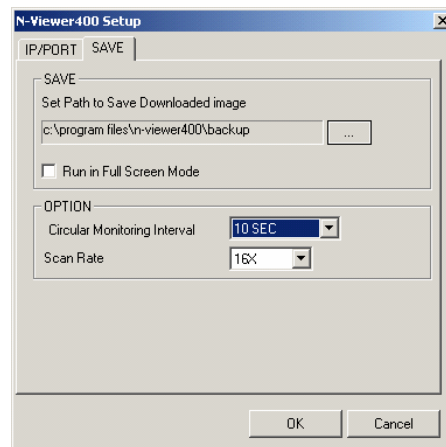 N-Viewer400 Setup
IP/PORT SAVE
SAVE
Set Path to Save Downloaded image
c:\program files\n-viewer400\backup ...
Run in Full Screen Mode
OPTION
Circular Monitoring Interval 10 SEC
Scan Rate 16X
OK Cancel